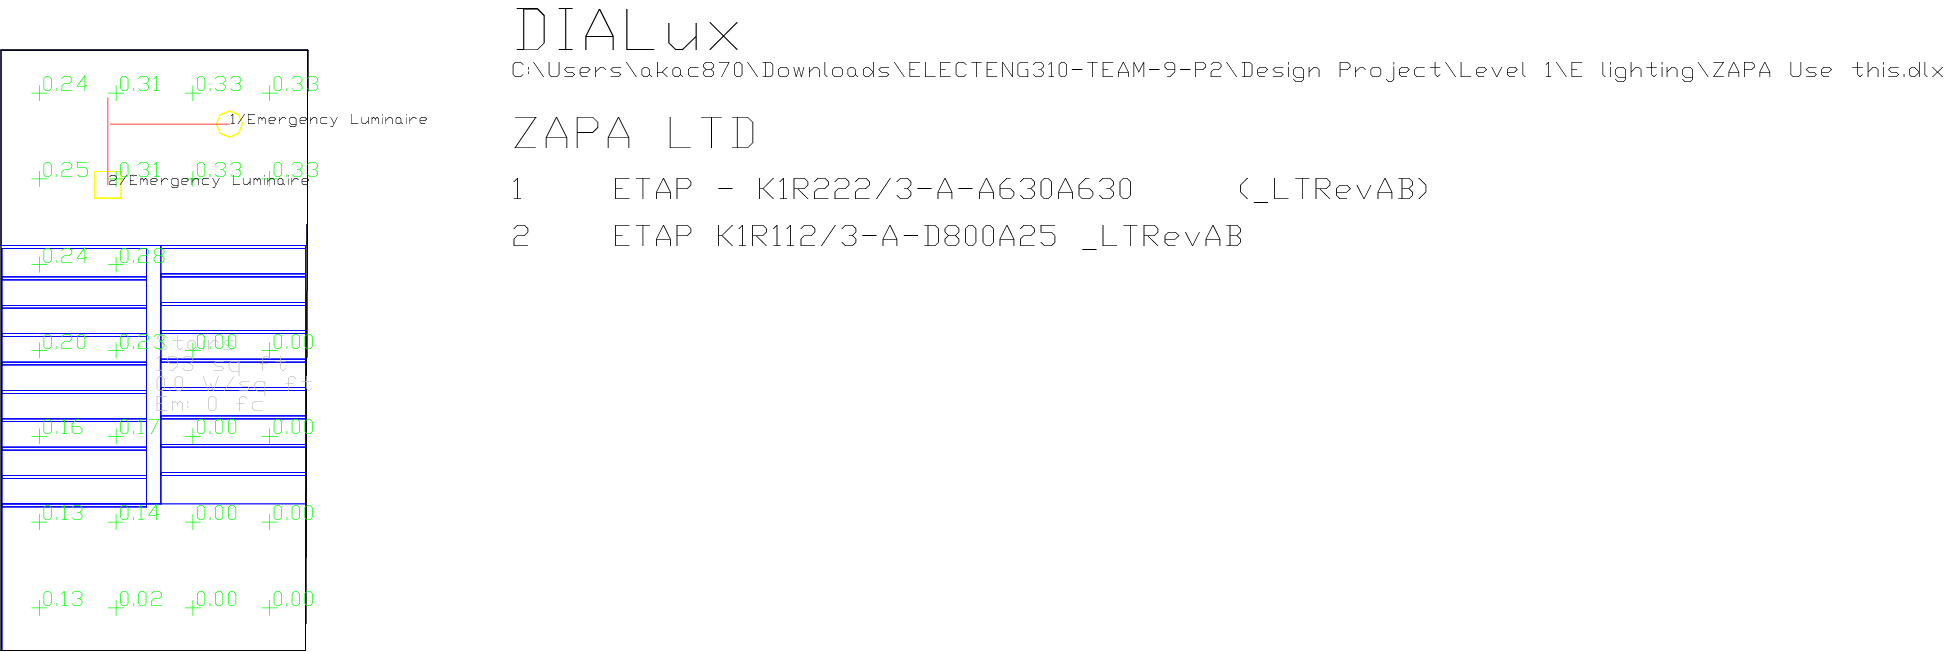 DIALux
C:\Users\akac870\Downloads\ELECTENG310-TEAM-9-P2\Design Project\Level 1\E lighting\ZAPA Use this.dlx
ZAPA LTD
1 ETAP - K1R222/3-A-A630A630 (_LTRevAB)
2 ETAP K1R112/3-A-D800A25 _LTRevAB
0.24 0.31 0.33 0.33
1/Emergency Luminaire
0.25 0.31 0.33 0.33
2/Emergency Luminaire
0.24 0.28
0.20 0.23 0.00 0.00
Stairs
193 sq ft
0.0 W/sq ft
Em: 0 fc
0.16 0.17 0.00 0.00
0.13 0.14 0.00 0.00
0.13 0.02 0.00 0.00